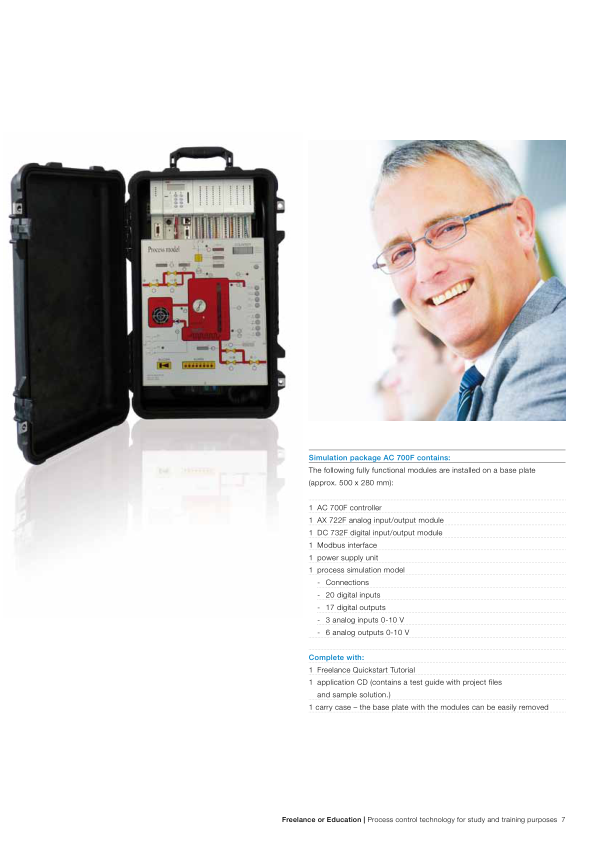 Process model
Simulation package AC 700F contains:
The following fully functional modules are installed on a base plate
(approx. 500 x 280 mm):
1 AC 700F controller
1 AX 722F analog input/output module
1 DC 732F digital input/output module
1 Modbus interface
1 power supply unit
1 process simulation model
- Connections
- 20 digital inputs
- 17 digital outputs
- 3 analog inputs 0-10 V
- 6 analog outputs 0-10 V
Complete with:
1 Freelance Quickstart Tutorial
1 application CD (contains a test guide with project files
and sample solution.)
1 carry case – the base plate with the modules can be easily removed
Freelance or Education | Process control technology for study and training purposes 7